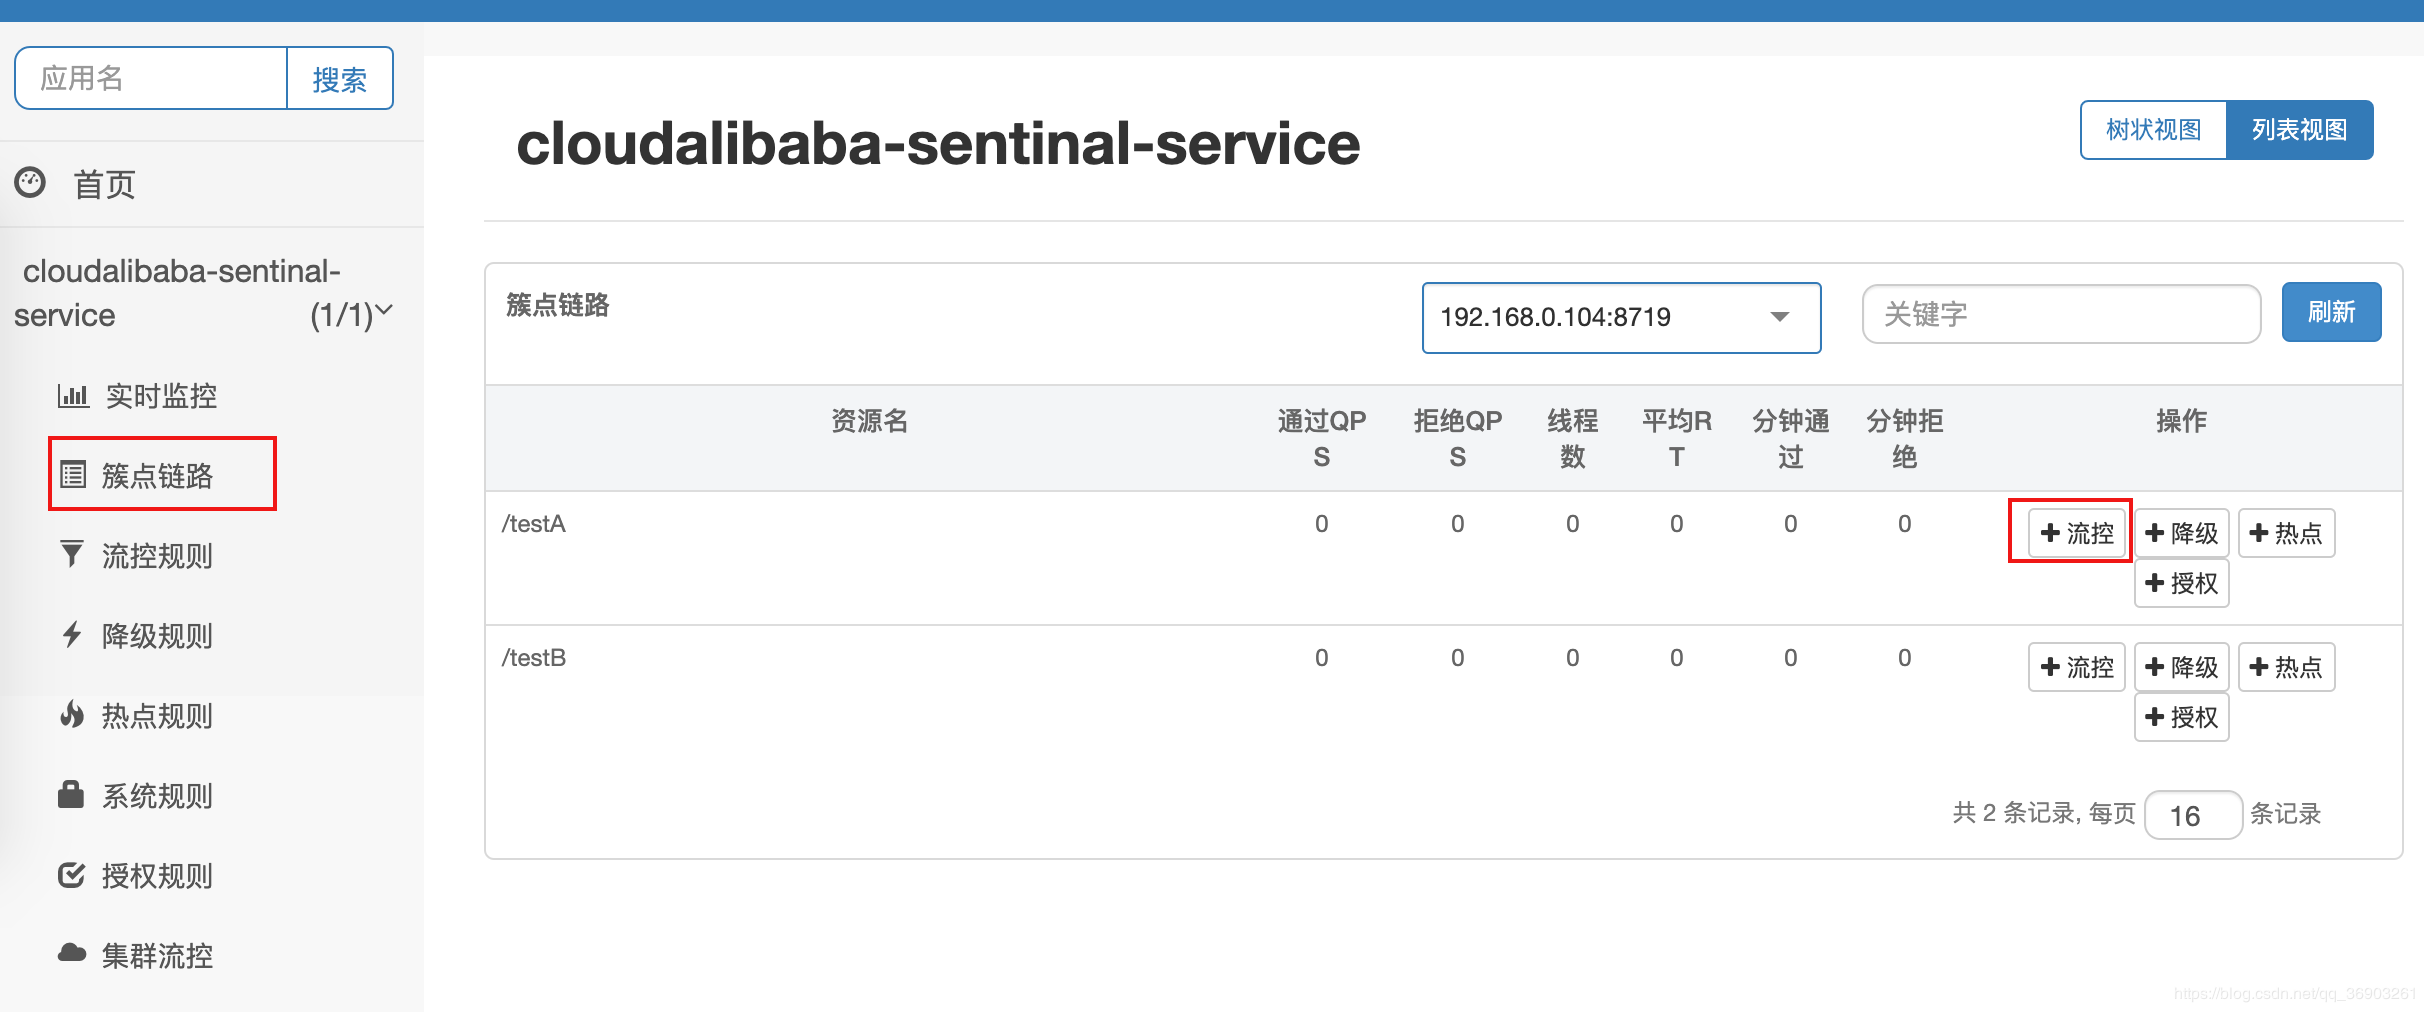 应用名 搜索
首页
cloudalibaba-sentinal-
service (1/1)
实时监控
簇点链路
流控规则
降级规则
热点规则
系统规则
授权规则
集群流控
cloudalibaba-sentinal-service
树状视图 列表视图
簇点链路 192.168.0.104:8719 关键字 刷新
资源名 通过QP 拒绝QP 线程 平均R 分钟通 分钟拒 操作
S S 数 T 过 绝
/testA 0 0 0 0 0 0 流控 降级 热点
授权
/testB 0 0 0 0 0 0 流控 降级 热点
授权
共 2 条记录, 每页 16 条记录
https://blog.csdn.net/qq_36903261